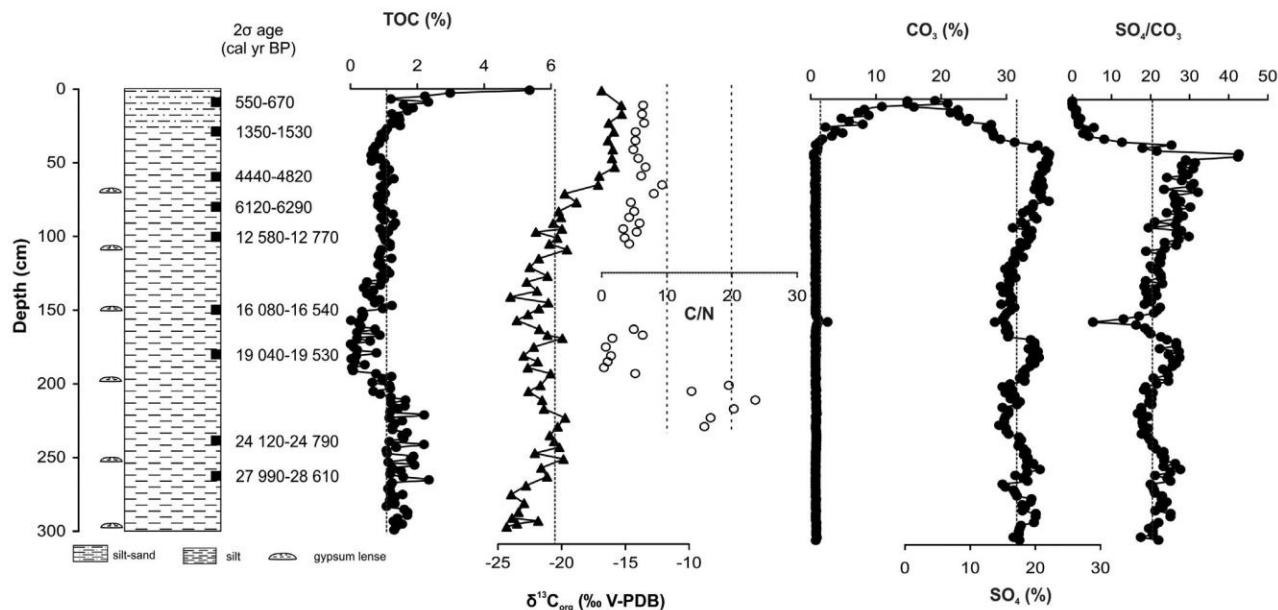 TOC (%)
CO₃ (%)
SO₄/CO₃
2σ age
(cal yr BP)
0 2 4 6
0 10 20 30
0 10 20 30 40 50
Depth (cm)
0
50
100
150
200
250
300
550-670
1350-1530
4440-4820
6120-6290
12 580-12 770
16 080-16 540
19 040-19 530
24 120-24 790
27 990-28 610
0 10 20 30
C/N
silt-sand
silt
gypsum lense
-25 -20 -15 -10
δ¹³C_org (‰ V-PDB)
0 10 20 30
SO₄ (%)